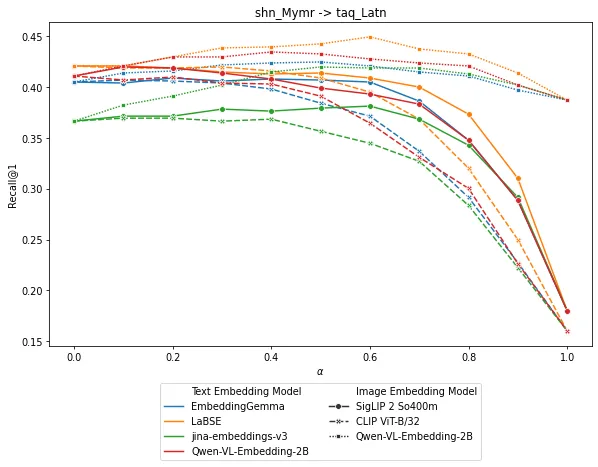 shn_Mymr -> taq_Latn
0.45
0.40
0.35
0.30
0.25
0.20
0.15
Recall@1
0.0 0.2 0.4 0.6 0.8 1.0
α
Text Embedding Model
EmbeddingGemma
LaBSE
jina-embeddings-v3
Qwen-VL-Embedding-2B
Image Embedding Model
SigLIP 2 So400m
CLIP ViT-B/32
Qwen-VL-Embedding-2B